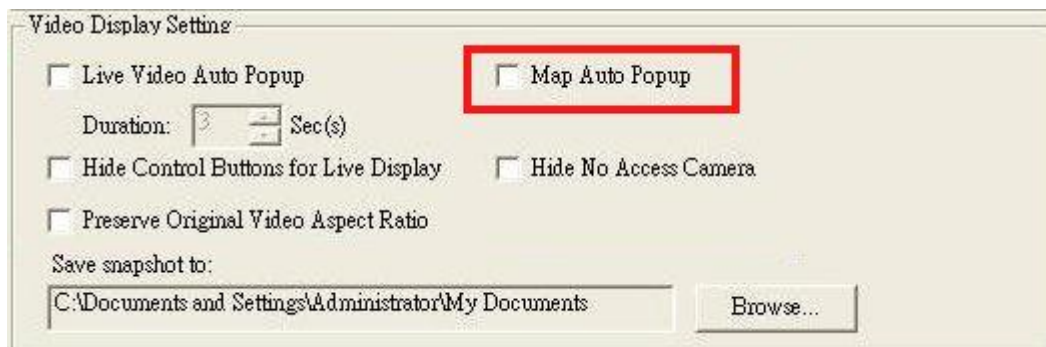 Video Display Setting
Live Video Auto Popup
Map Auto Popup
Duration: 3 Sec(s)
Hide Control Buttons for Live Display
Hide No Access Camera
Preserve Original Video Aspect Ratio
Save snapshot to:
C:\Documents and Settings\Administrator\My Documents
Browse...